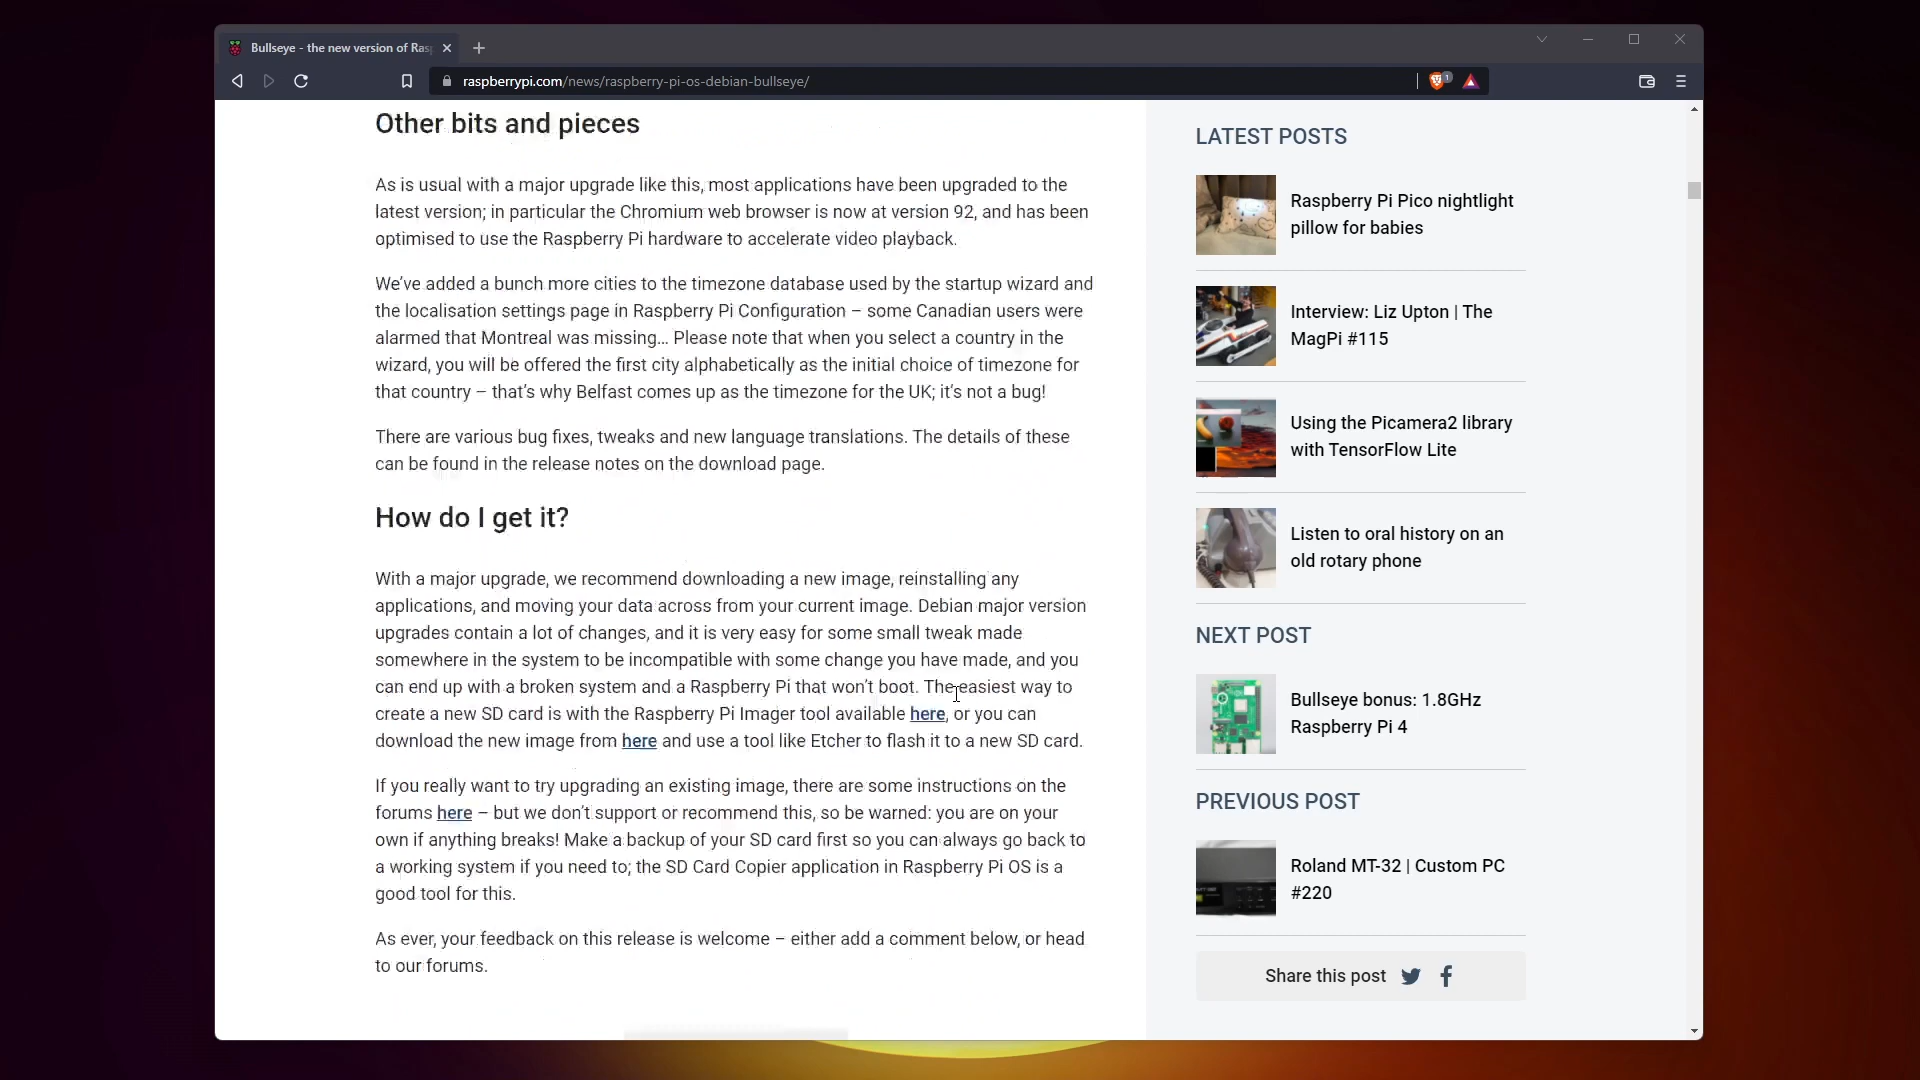 Bullseye - the new version of Ras
raspberrypi.com/news/raspberry-pi-os-debian-bullseye/
1
Other bits and pieces
As is usual with a major upgrade like this, most applications have been upgraded to the
latest version; in particular the Chromium web browser is now at version 92, and has been
optimised to use the Raspberry Pi hardware to accelerate video playback.
We’ve added a bunch more cities to the timezone database used by the startup wizard and
the localisation settings page in Raspberry Pi Configuration – some Canadian users were
alarmed that Montreal was missing… Please note that when you select a country in the
wizard, you will be offered the first city alphabetically as the initial choice of timezone for
that country – that’s why Belfast comes up as the timezone for the UK; it’s not a bug!
There are various bug fixes, tweaks and new language translations. The details of these
can be found in the release notes on the download page.
How do I get it?
With a major upgrade, we recommend downloading a new image, reinstalling any
applications, and moving your data across from your current image. Debian major version
upgrades contain a lot of changes, and it is very easy for some small tweak made
somewhere in the system to be incompatible with some change you have made, and you
can end up with a broken system and a Raspberry Pi that won’t boot. The easiest way to
create a new SD card is with the Raspberry Pi Imager tool available here, or you can
download the new image from here and use a tool like Etcher to flash it to a new SD card.
If you really want to try upgrading an existing image, there are some instructions on the
forums here – but we don’t support or recommend this, so be warned: you are on your
own if anything breaks! Make a backup of your SD card first so you can always go back to
a working system if you need to; the SD Card Copier application in Raspberry Pi OS is a
good tool for this.
As ever, your feedback on this release is welcome – either add a comment below, or head
to our forums.
LATEST POSTS
Raspberry Pi Pico nightlight
pillow for babies
Interview: Liz Upton | The
MagPi #115
Using the Picamera2 library
with TensorFlow Lite
Listen to oral history on an
old rotary phone
NEXT POST
Bullseye bonus: 1.8GHz
Raspberry Pi 4
PREVIOUS POST
Roland MT-32 | Custom PC
#220
Share this post